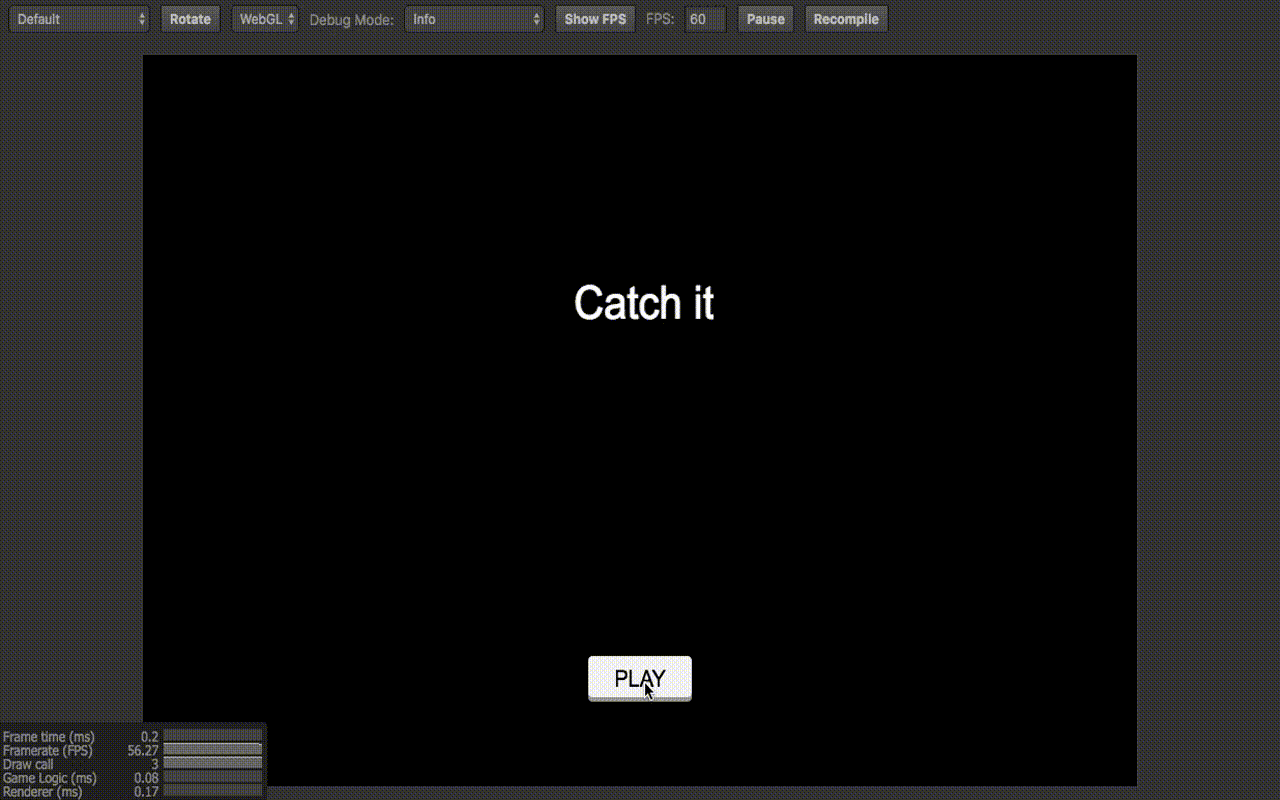 Default Rotate WebGL Debug Mode: Info Show FPS FPS: 60 Pause Recompile
Catch it
PLAY
Frame time (ms) 0.2
Framerate (FPS) 56.27
Draw call 3
Game Logic (ms) 0.08
Renderer (ms) 0.17